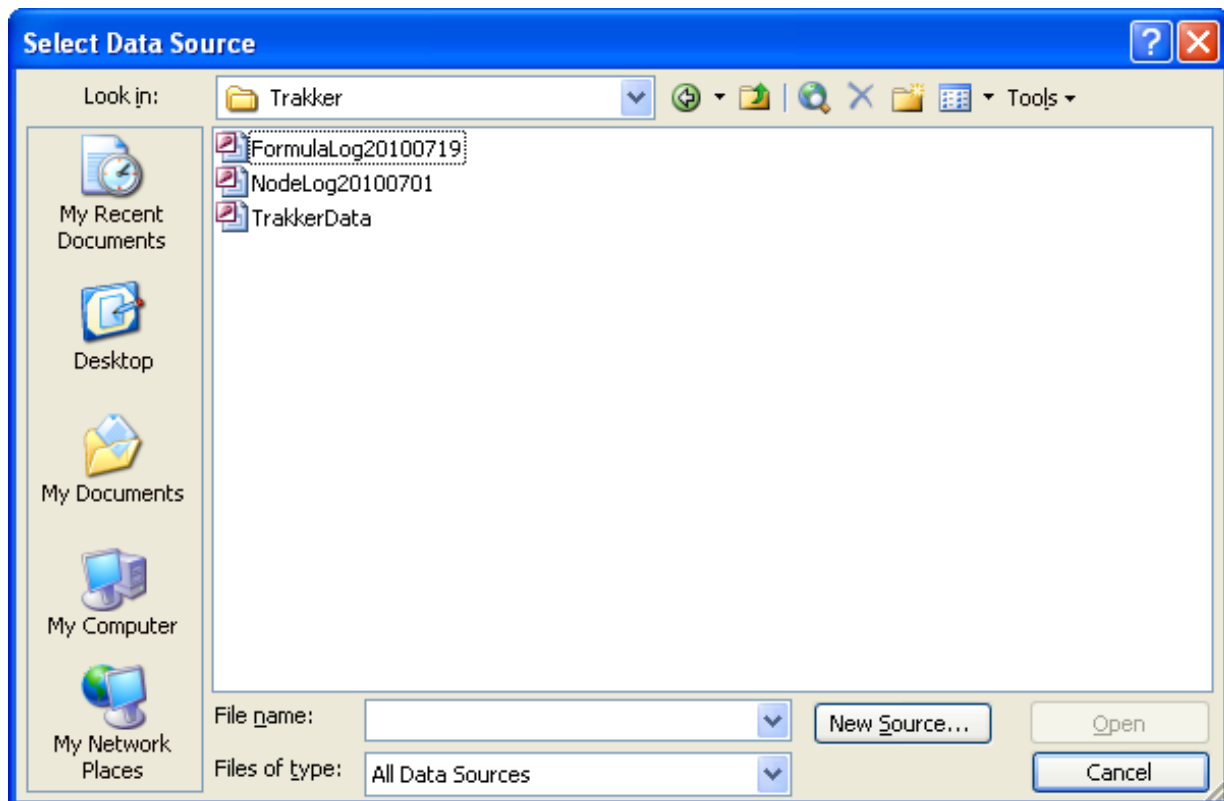 Select Data Source
Look in:
Trakker
Tools
FormulaLog20100719
NodeLog20100701
TrakkerData
My Recent
Documents
Desktop
My Documents
My Computer
My Network
Places
File name:
New Source...
Open
Files of type:
All Data Sources
Cancel